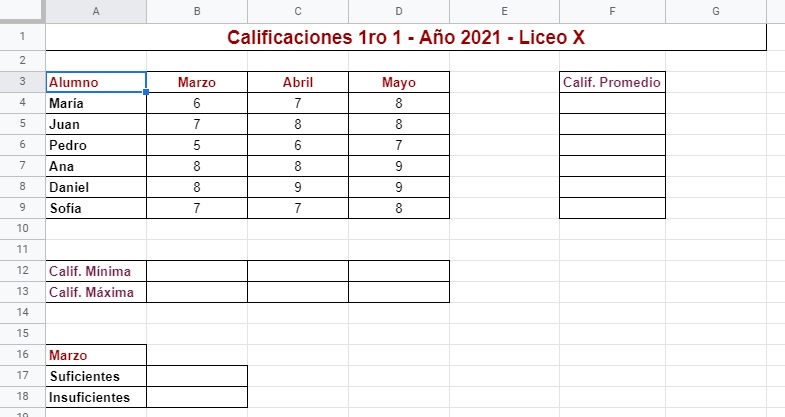 A B C D E F G
1 Calificaciones 1ro 1 - Año 2021 - Liceo X
2
3 Alumno Marzo Abril Mayo Calif. Promedio
4 María 6 7 8
5 Juan 7 8 8
6 Pedro 5 6 7
7 Ana 8 8 9
8 Daniel 8 9 9
9 Sofía 7 7 8
10
11
12 Calif. Mínima
13 Calif. Máxima
14
15
16 Marzo
17 Suficientes
18 Insuficientes